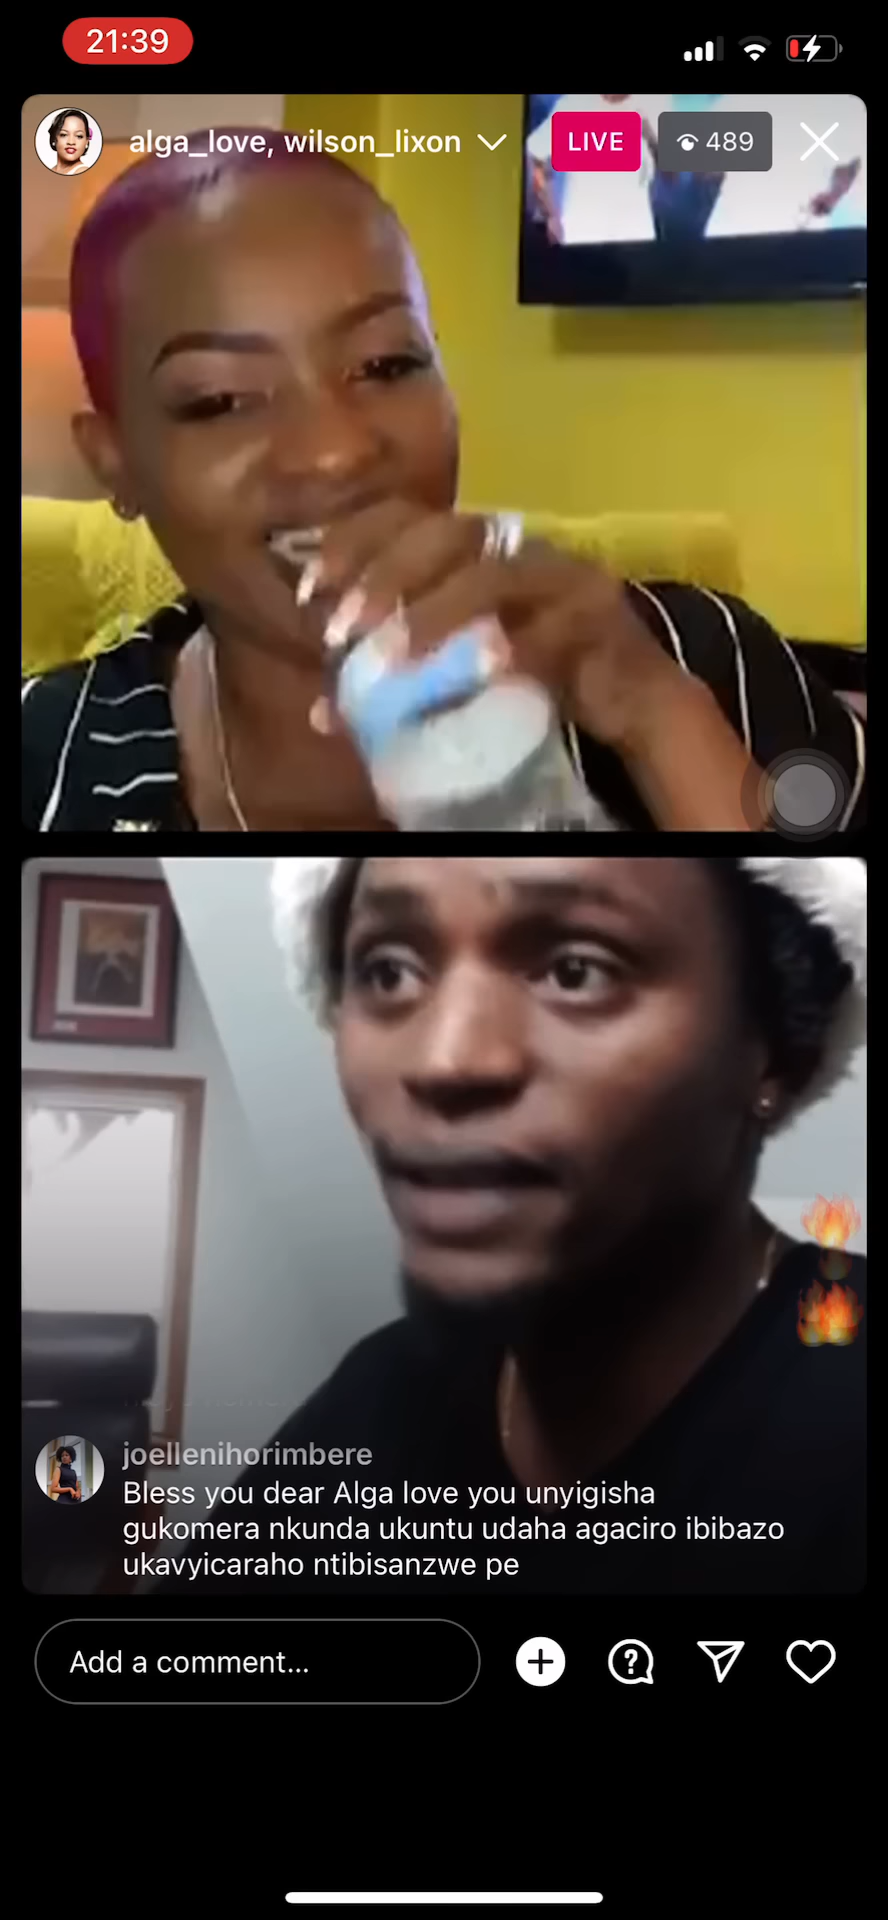 21:39
alga_love, wilson_lixon
LIVE
489
joellenihorimbere
Bless you dear Alga love you unyigisha
gukomera nkunda ukuntu udaha agaciro ibibazo
ukavyicaraho ntibisanzwe pe
Add a comment...